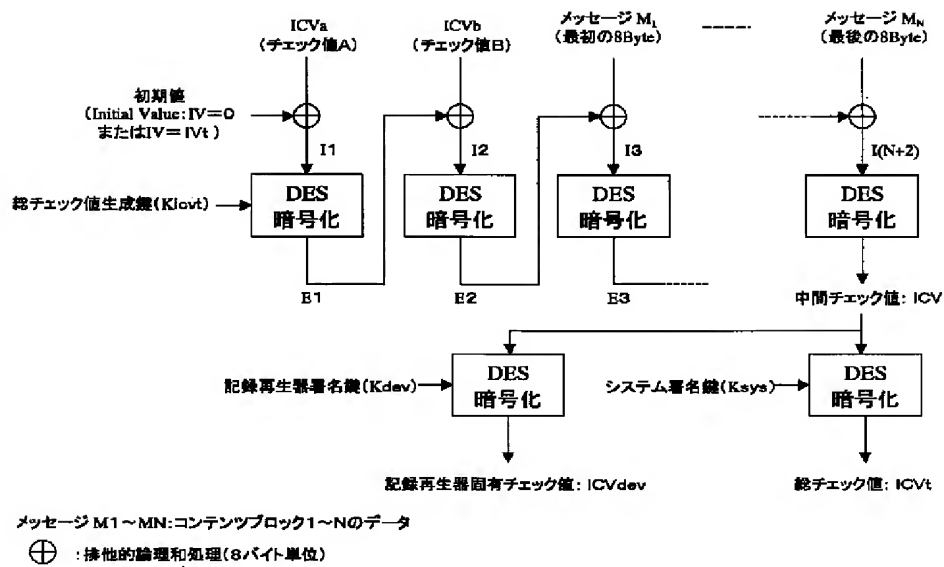 ICVa
(チェック値A)
ICVb
(チェック値B)
メッセージ M1
(最初の8Byte)
メッセージ MN
(最後の8Byte)
初期値
(Initial Value: IV=0
またはIV= IVt )
I1
I2
I3
I(N+2)
総チェック値生成鍵(Kicvt)
DES
暗号化
DES
暗号化
DES
暗号化
DES
暗号化
E1
E2
E3
中間チェック値: ICV
記録再生器署名鍵(Kdev)
DES
暗号化
システム署名鍵(Ksys)
DES
暗号化
記録再生器固有チェック値: ICVdev
総チェック値: ICVt
メッセージ M1~MN:コンテンツブロック1~Nのデータ
⊕ :排他的論理和処理(8バイト単位)